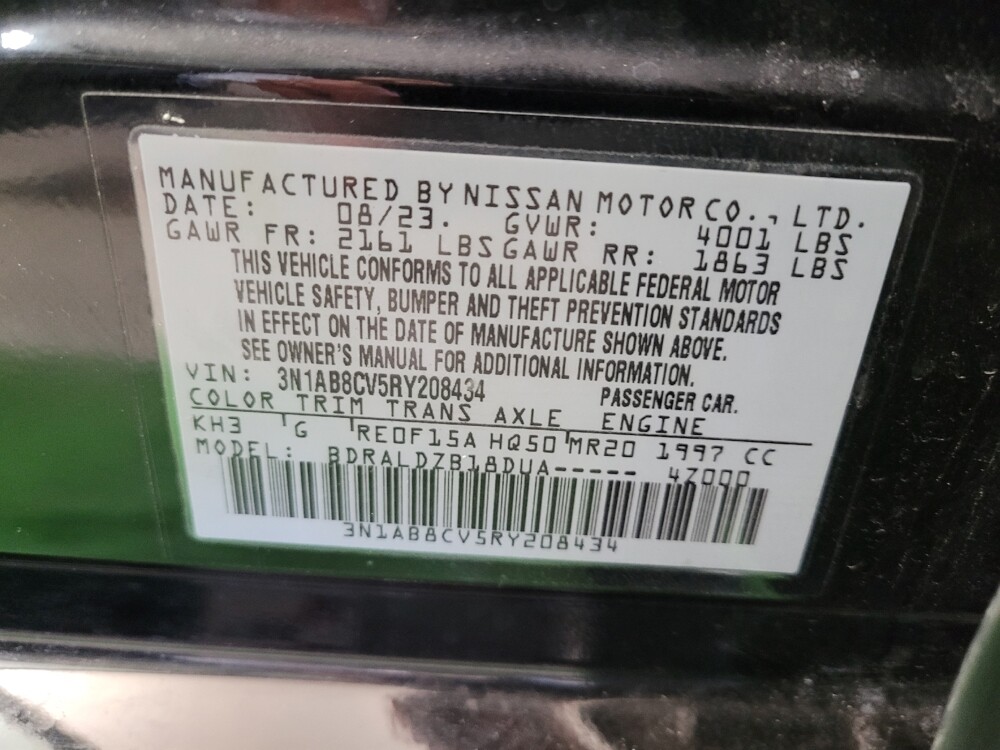 MANUFACTURED BY NISSAN MOTOR CO., LTD.
DATE: 08/23. GVWR: 4001 LBS
GAWR FR: 2161 LBS GAWR RR: 1863 LBS
THIS VEHICLE CONFORMS TO ALL APPLICABLE FEDERAL MOTOR
VEHICLE SAFETY, BUMPER AND THEFT PREVENTION STANDARDS
IN EFFECT ON THE DATE OF MANUFACTURE SHOWN ABOVE.
SEE OWNER'S MANUAL FOR ADDITIONAL INFORMATION.
VIN: 3N1AB8CV5RY208434 PASSENGER CAR.
COLOR TRIM TRANS AXLE ENGINE
KH3 G RE0F15A HQ50 MR20 1997 CC
MODEL: BDRALDZB18DUA----- 4Z000
3N1AB8CV5RY208434